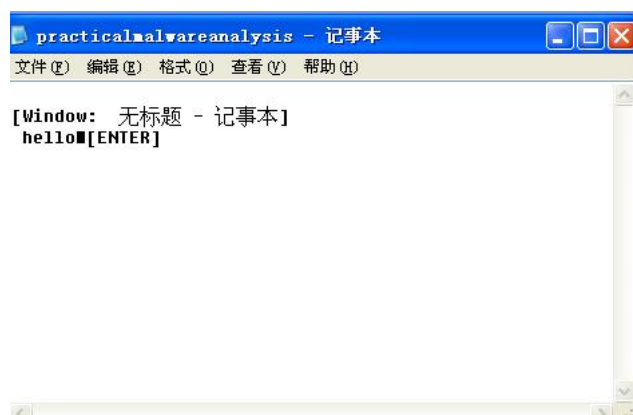 practicalmalwareanalysis - 记事本
文件(F) 编辑(E) 格式(O) 查看(V) 帮助(H)
[Window: 无标题 - 记事本]
hello■[ENTER]